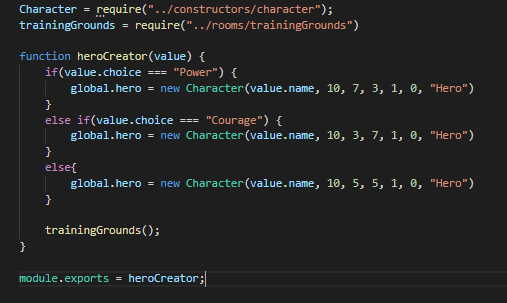 Character = require("../constructors/character");
trainingGrounds = require("../rooms/trainingGrounds")

function heroCreator(value) {
    if(value.choice === "Power") {
        global.hero = new Character(value.name, 10, 7, 3, 1, 0, "Hero")
    }
    else if(value.choice === "Courage") {
        global.hero = new Character(value.name, 10, 3, 7, 1, 0, "Hero")
    }
    else{
        global.hero = new Character(value.name, 10, 5, 5, 1, 0, "Hero")
    }

    trainingGrounds();
}

module.exports = heroCreator;